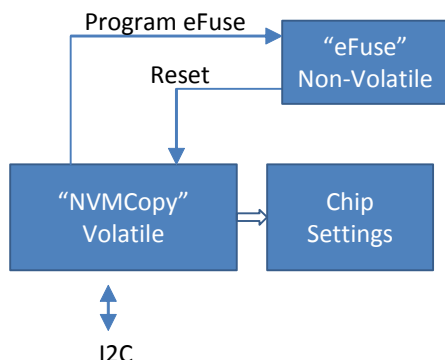 Program eFuse
“eFuse”
Non-Volatile
Reset
“NVMCopy”
Volatile
Chip
Settings
I2C